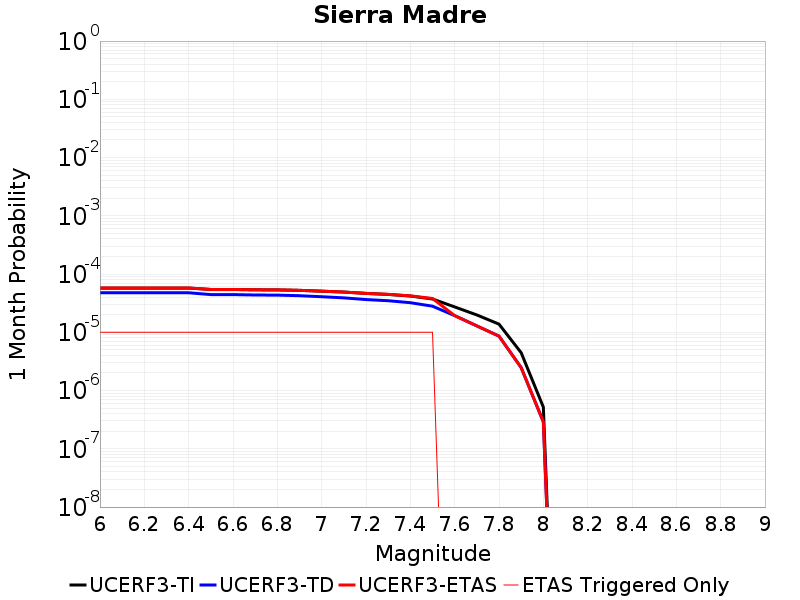 Sierra Madre
1 Month Probability
10^0
10^-1
10^-2
10^-3
10^-4
10^-5
10^-6
10^-7
10^-8
6 6.2 6.4 6.6 6.8 7 7.2 7.4 7.6 7.8 8 8.2 8.4 8.6 8.8 9
Magnitude
UCERF3-TI UCERF3-TD UCERF3-ETAS ETAS Triggered Only